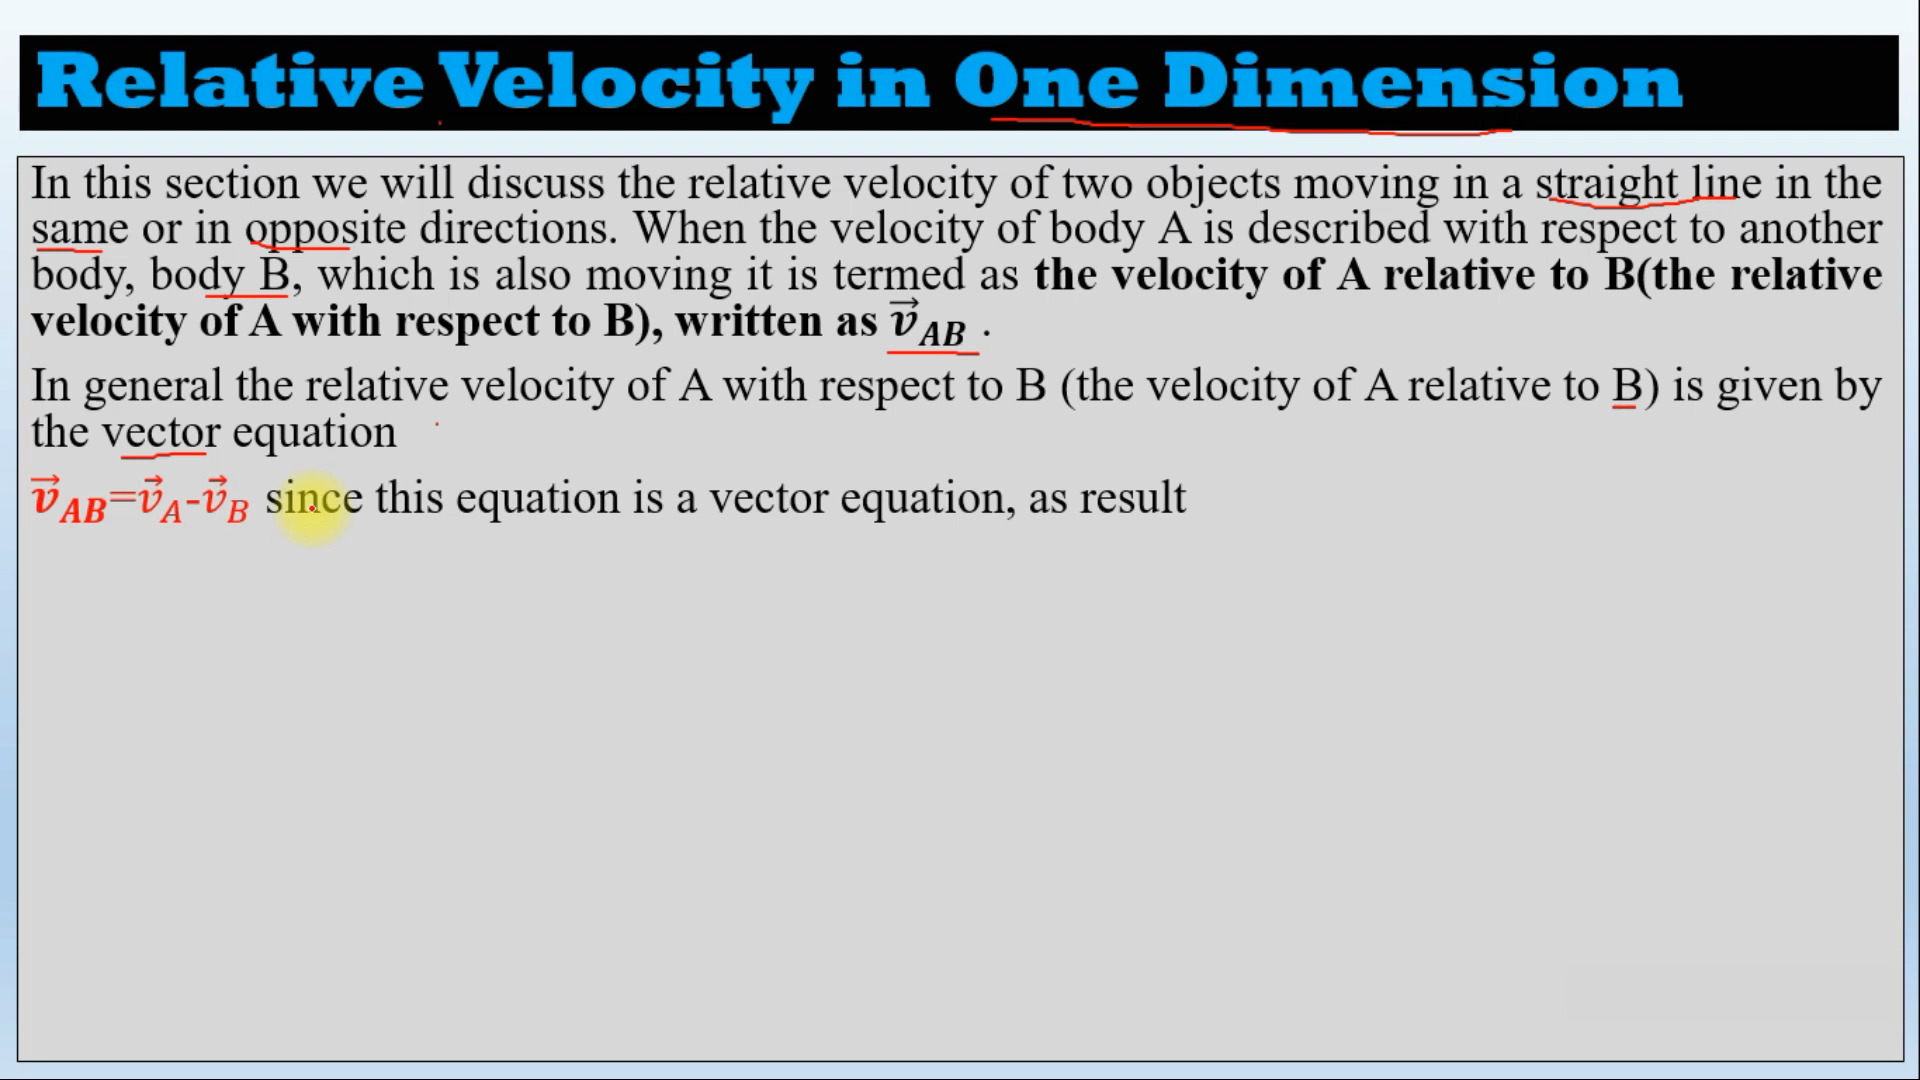 Relative Velocity in One Dimension
In this section we will discuss the relative velocity of two objects moving in a straight line in the
same or in opposite directions. When the velocity of body A is described with respect to another
body, body B, which is also moving it is termed as the velocity of A relative to B(the relative
velocity of A with respect to B), written as v⃗_AB .
In general the relative velocity of A with respect to B (the velocity of A relative to B) is given by
the vector equation
v⃗_AB=v⃗_A-v⃗_B since this equation is a vector equation, as result